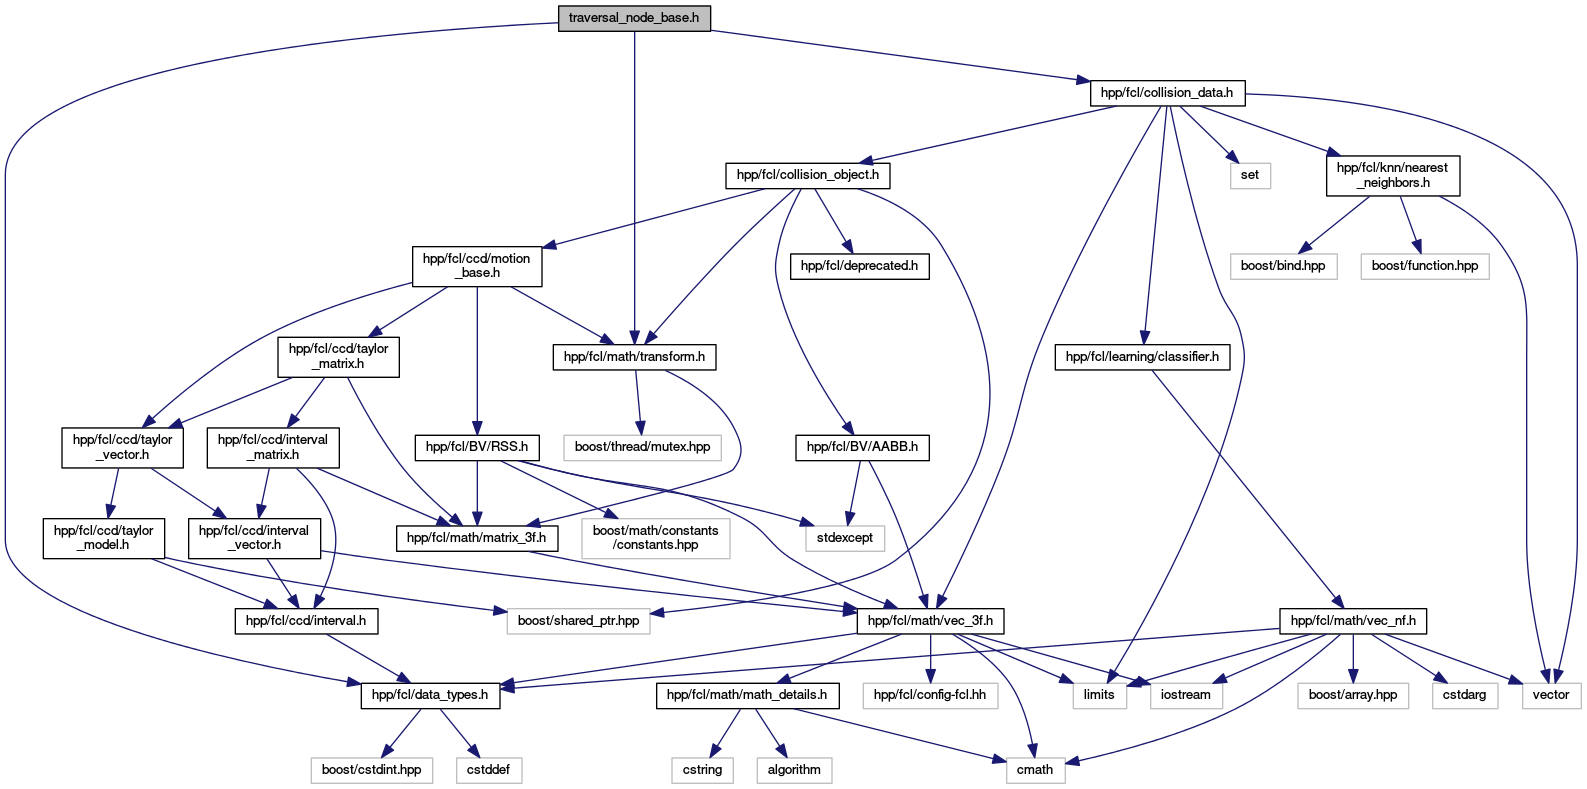 traversal_node_base.h
hpp/fcl/collision_data.h
hpp/fcl/collision_object.h
set
hpp/fcl/knn/nearest
_neighbors.h
hpp/fcl/ccd/motion
_base.h
hpp/fcl/deprecated.h
boost/bind.hpp
boost/function.hpp
hpp/fcl/ccd/taylor
_matrix.h
hpp/fcl/math/transform.h
hpp/fcl/learning/classifier.h
hpp/fcl/ccd/taylor
_vector.h
hpp/fcl/ccd/interval
_matrix.h
hpp/fcl/BV/RSS.h
boost/thread/mutex.hpp
hpp/fcl/BV/AABB.h
hpp/fcl/ccd/taylor
_model.h
hpp/fcl/ccd/interval
_vector.h
hpp/fcl/math/matrix_3f.h
boost/math/constants
/constants.hpp
stdexcept
hpp/fcl/ccd/interval.h
boost/shared_ptr.hpp
hpp/fcl/math/vec_3f.h
hpp/fcl/math/vec_nf.h
hpp/fcl/data_types.h
hpp/fcl/math/math_details.h
hpp/fcl/config-fcl.hh
limits
iostream
boost/array.hpp
cstdarg
vector
boost/cstdint.hpp
cstddef
cstring
algorithm
cmath